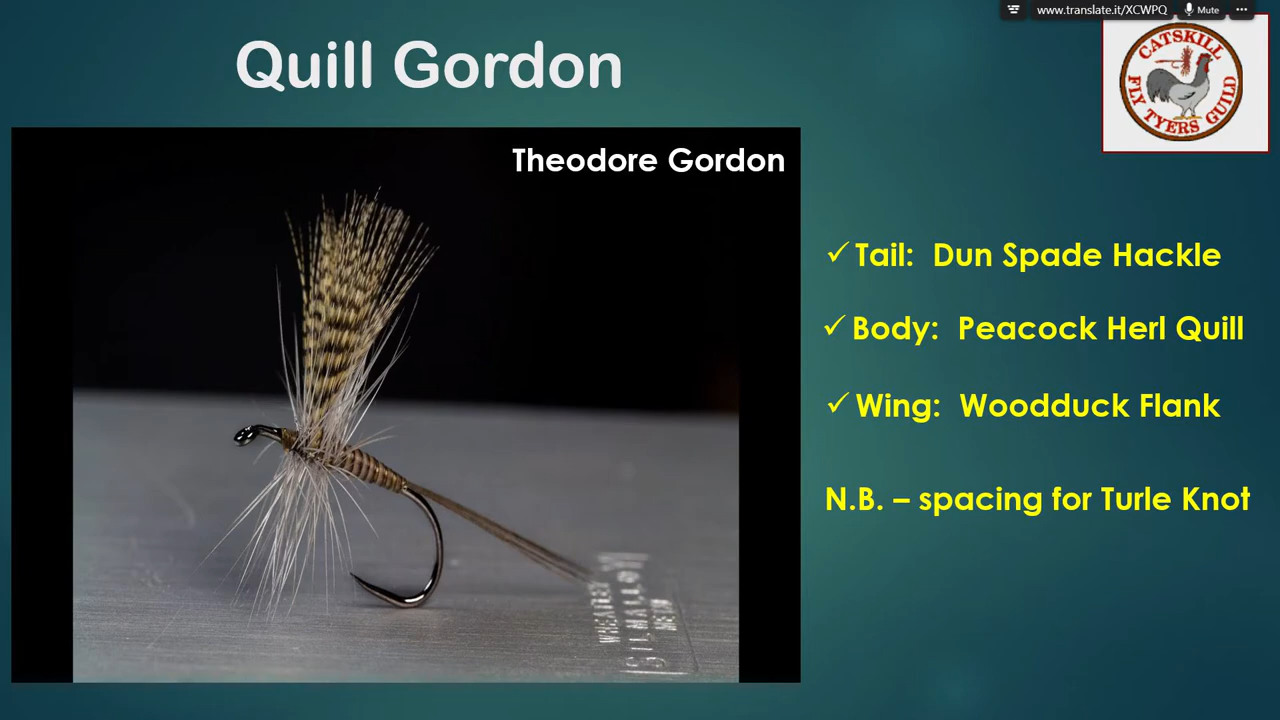 www.translate.it/XCWPQ
Mute
Quill Gordon
CATSKILL
FLY TYERS GUILD
Theodore Gordon
✓ Tail: Dun Spade Hackle
✓ Body: Peacock Herl Quill
✓ Wing: Woodduck Flank
N.B. – spacing for Turle Knot
WHEATLEY